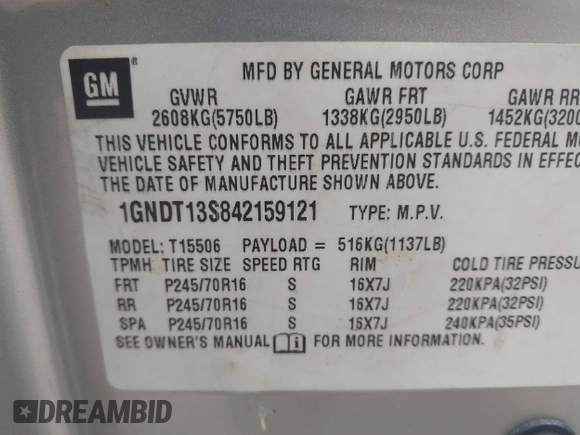 GM
®
MFD BY GENERAL MOTORS CORP
GVWR GAWR FRT GAWR RR
2608KG(5750LB) 1338KG(2950LB) 1452KG(3200
THIS VEHICLE CONFORMS TO ALL APPLICABLE U.S. FEDERAL MO
VEHICLE SAFETY AND THEFT PREVENTION STANDARDS IN EFFEC
THE DATE OF MANUFACTURE SHOWN ABOVE.
1GNDT13S842159121 TYPE: M.P.V.
MODEL: T15506 PAYLOAD = 516KG(1137LB)
TPMH TIRE SIZE SPEED RTG RIM COLD TIRE PRESSU
FRT P245/70R16 S 16X7J 220KPA(32PSI)
RR P245/70R16 S 16X7J 220KPA(32PSI)
SPA P245/70R16 S 16X7J 240KPA(35PSI)
SEE OWNER'S MANUAL i FOR MORE INFORMATION.
DREAMBID